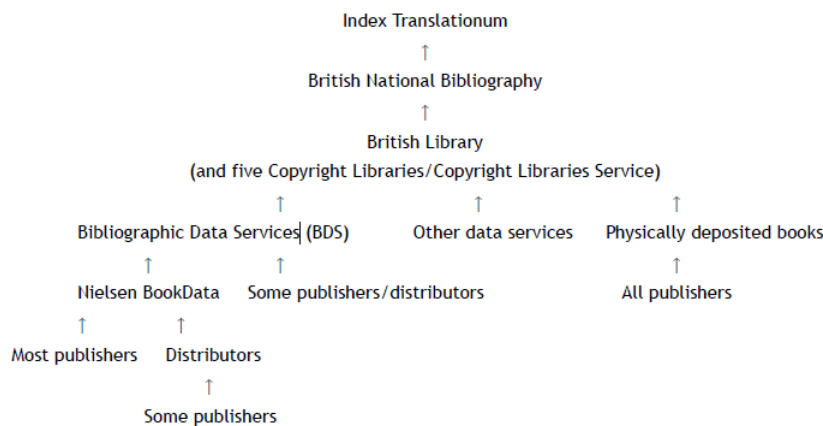 Index Translationum
↑
British National Bibliography
↑
British Library
(and five Copyright Libraries/Copyright Libraries Service)
↑ ↑ ↑
Bibliographic Data Services (BDS) Other data services Physically deposited books
↑ ↑ ↑
Nielsen BookData Some publishers/distributors All publishers
↑ ↑
Most publishers Distributors
↑
Some publishers